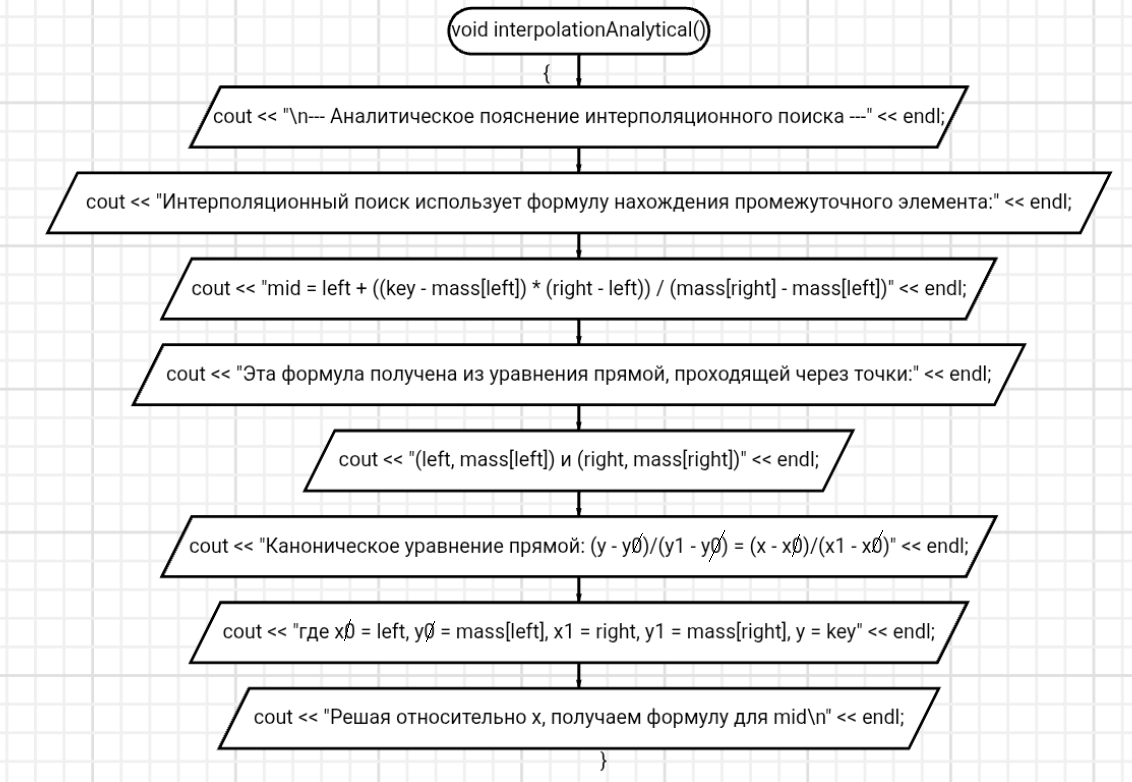 void interpolationAnalytical()
{
cout << "\n--- Аналитическое пояснение интерполяционного поиска ---" << endl;
cout << "Интерполяционный поиск использует формулу нахождения промежуточного элемента:" << endl;
cout << "mid = left + ((key - mass[left]) * (right - left)) / (mass[right] - mass[left])" << endl;
cout << "Эта формула получена из уравнения прямой, проходящей через точки:" << endl;
cout << "(left, mass[left]) и (right, mass[right])" << endl;
cout << "Каноническое уравнение прямой: (y - y0)/(y1 - y0) = (x - x0)/(x1 - x0)" << endl;
cout << "где x0 = left, y0 = mass[left], x1 = right, y1 = mass[right], y = key" << endl;
cout << "Решая относительно x, получаем формулу для mid\n" << endl;
}